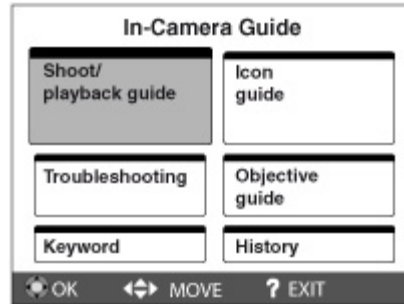 In-Camera Guide
Shoot/
playback guide
Icon
guide
Troubleshooting
Objective
guide
Keyword
History
OK MOVE ? EXIT